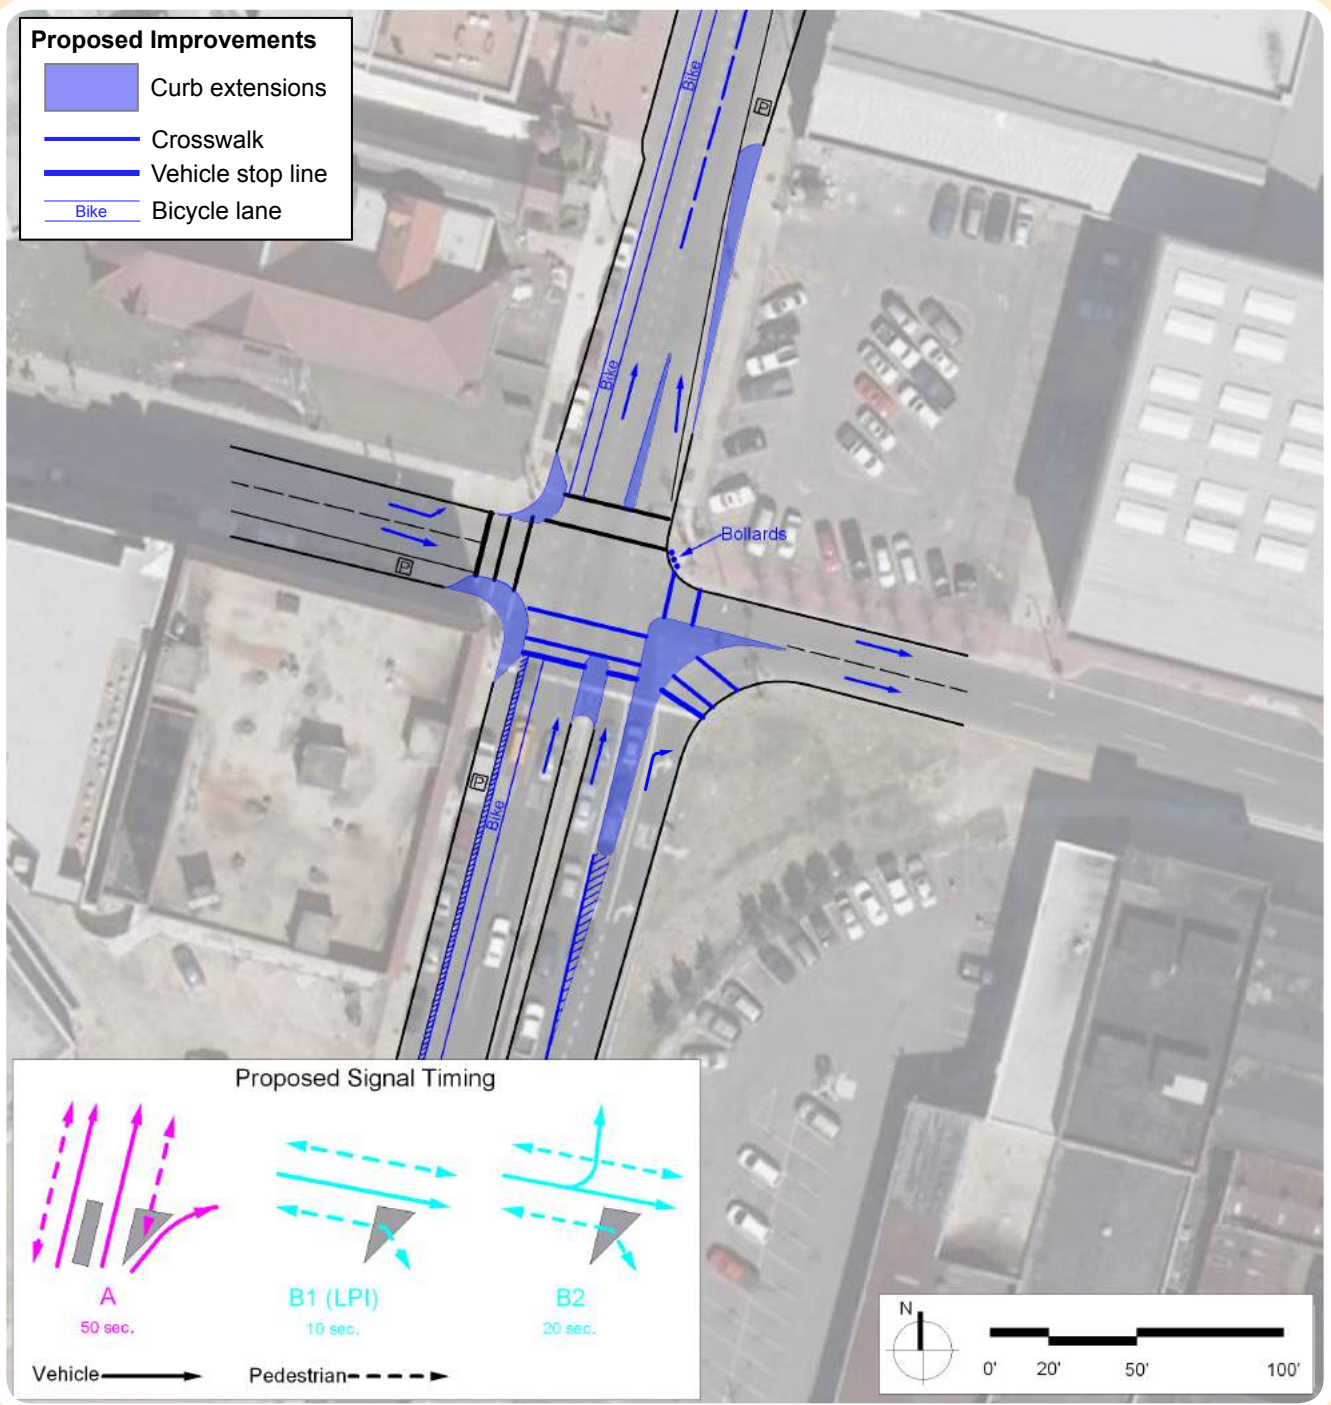 Proposed Improvements
Curb extensions
Crosswalk
Vehicle stop line
Bike Bicycle lane
Bike
P
Bike
Bollards
P
P
Bike
Proposed Signal Timing
A
50 sec.
B1 (LPI)
10 sec.
B2
20 sec.
Vehicle
Pedestrian
N
0' 20' 50' 100'